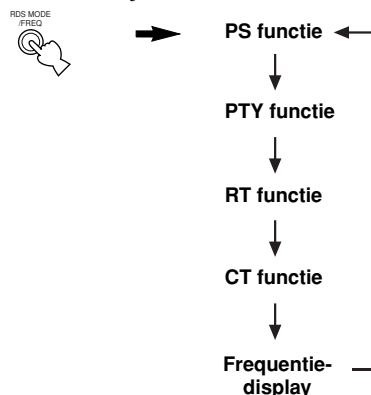 RDS MODE
/FREQ
PS functie
PTY functie
RT functie
CT functie
Frequentie-
display